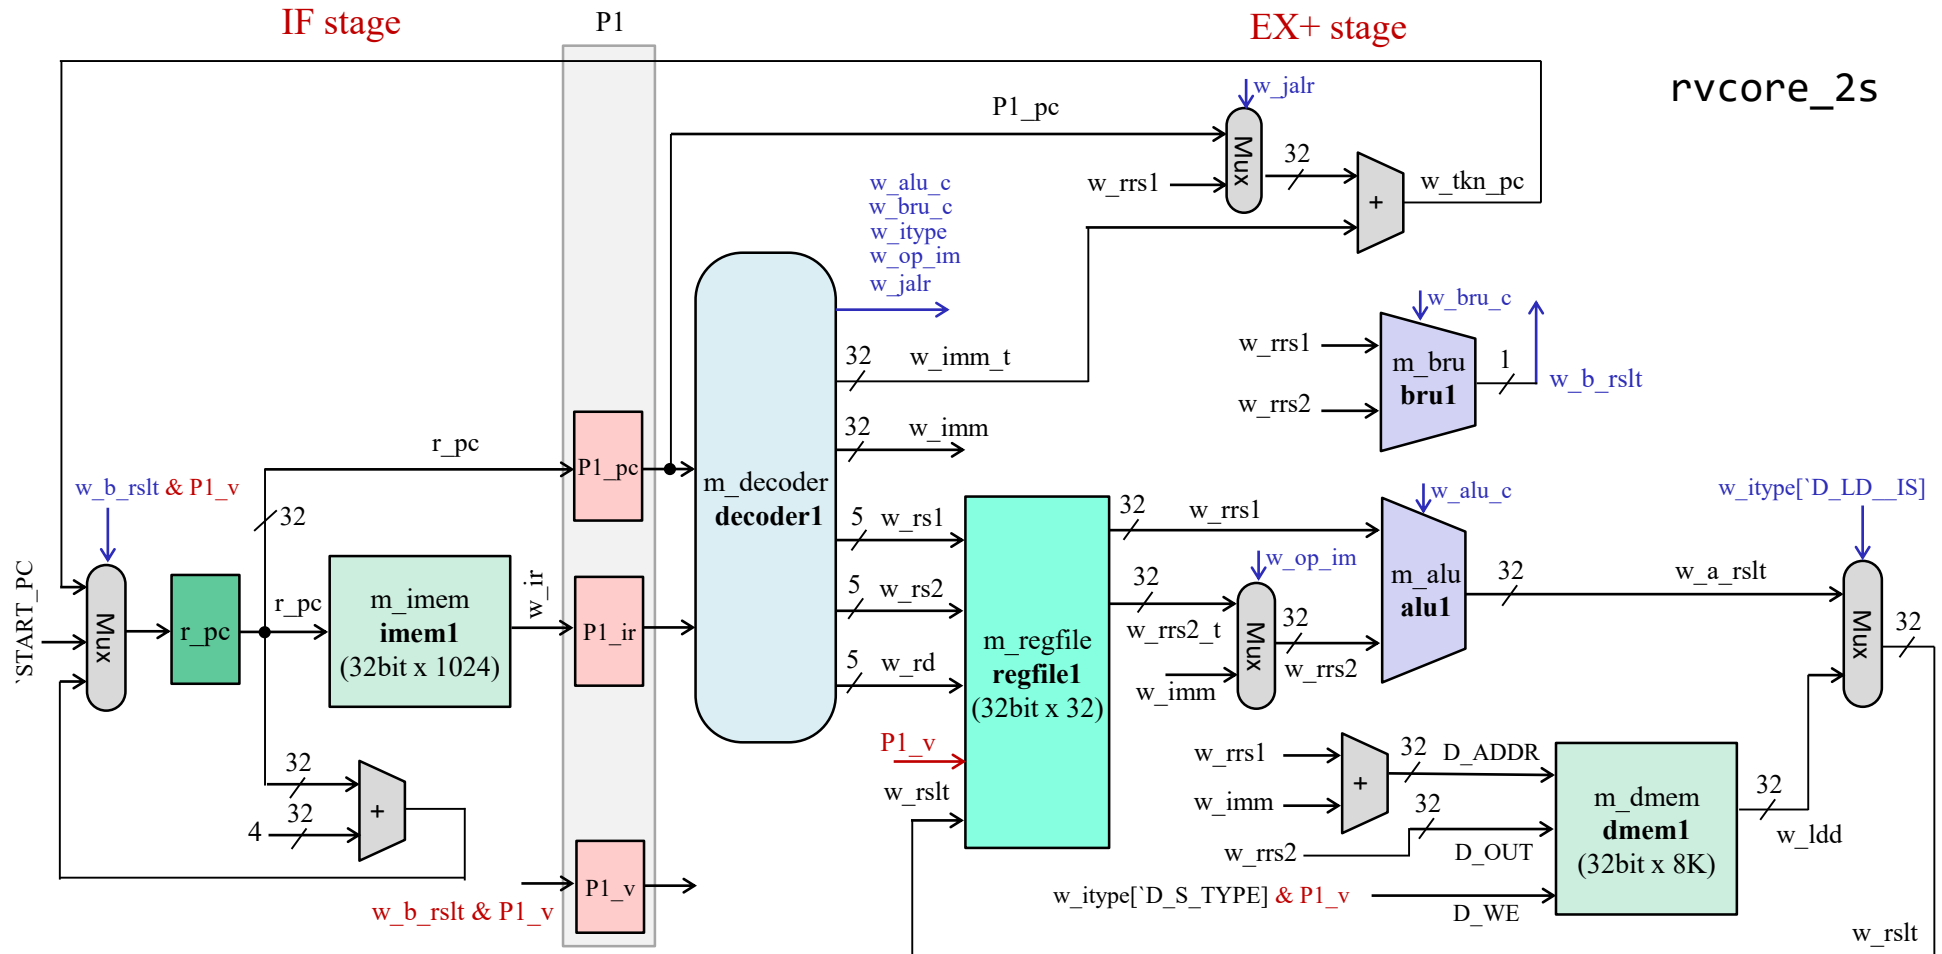 IF stage
P1
EX+ stage
rvcore_2s
w_jalr
P1_pc
Mux
32
w_rrs1
+
w_tkn_pc
w_alu_c
w_bru_c
w_itype
w_op_im
w_jalr
w_bru_c
w_rrs1
w_rrs2
m_bru
bru1
1
w_b_rslt
32
w_imm_t
32
w_imm
r_pc
P1_pc
m_decoder
decoder1
w_b_rslt & P1_v
32
`START_PC
Mux
r_pc
r_pc
m_imem
imem1
(32bit x 1024)
w_ir
P1_ir
5
w_rs1
5
w_rs2
5
w_rd
P1_v
w_rslt
m_regfile
regfile1
(32bit x 32)
32
w_rrs1
32
w_rrs2_t
w_imm
w_op_im
Mux
32
w_rrs2
w_alu_c
m_alu
alu1
32
w_a_rslt
w_itype[`D_LD__IS]
Mux
32
32
4
32
+
P1_v
w_b_rslt & P1_v
w_rrs1
w_imm
+
32
D_ADDR
w_rrs2
32
D_OUT
w_itype[`D_S_TYPE] & P1_v
D_WE
m_dmem
dmem1
(32bit x 8K)
32
w_ldd
w_rslt